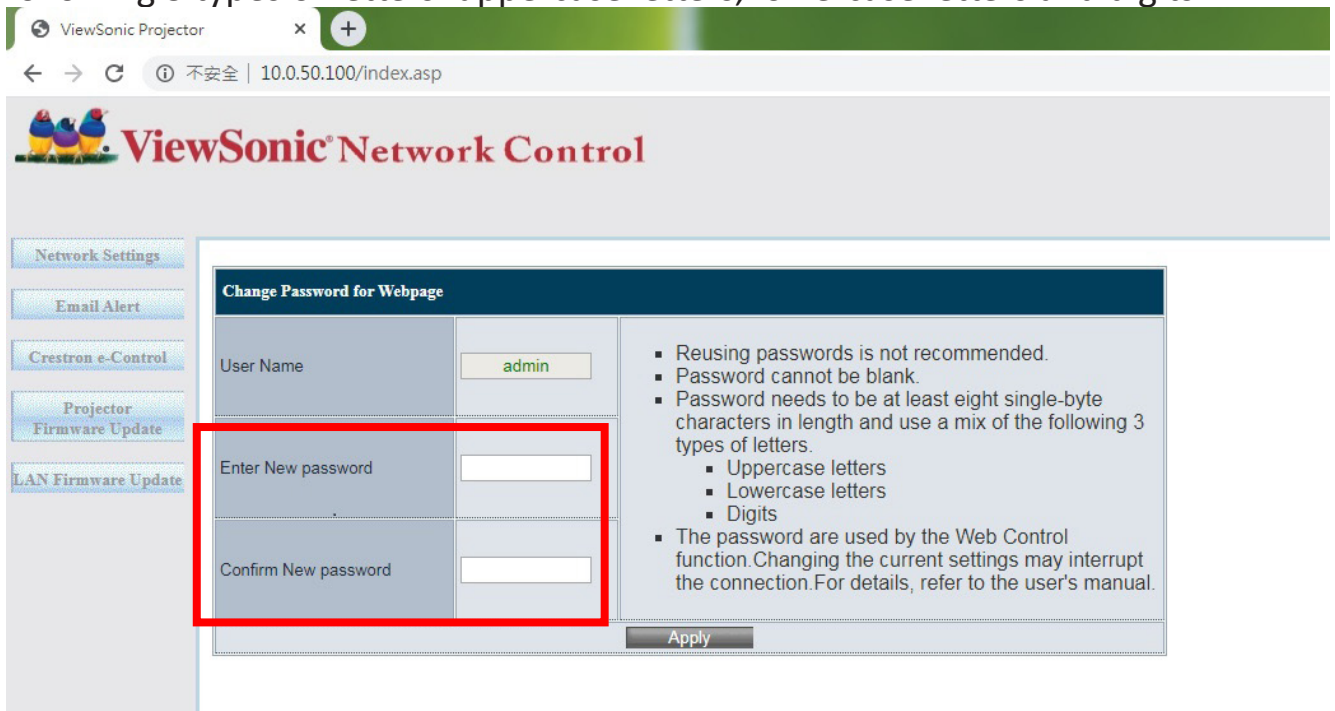 ViewSonic Projector
不安全 | 10.0.50.100/index.asp
ViewSonic® Network Control
Network Settings
Email Alert
Crestron e-Control
Projector
Firmware Update
LAN Firmware Update
Change Password for Webpage
User Name
admin
Enter New password
Confirm New password
Reusing passwords is not recommended.
Password cannot be blank.
Password needs to be at least eight single-byte
characters in length and use a mix of the following 3
types of letters.
Uppercase letters
Lowercase letters
Digits
The password are used by the Web Control
function.Changing the current settings may interrupt
the connection.For details, refer to the user's manual.
Apply